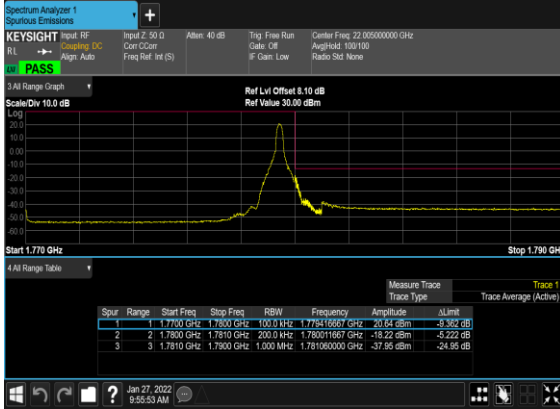 Spectrum Analyzer 1
Spurious Emissions
KEYSIGHT Input: RF Input Z: 50 Ω Atten: 40 dB Trig: Free Run Center Freq: 22.005000000 GHz
RL Coupling: DC Corr CCorr Gate: Off Avg|Hold: 100/100
Align: Auto Freq Ref: Int (S) IF Gain: Low Radio Std: None
PASS
3 All Range Graph
Ref Lvl Offset 8.10 dB
Scale/Div 10.0 dB Ref Value 30.00 dBm
Log
20.0
10.0
0.00
-10.0
-20.0
-30.0
-40.0
-50.0
-60.0
Start 1.770 GHz Stop 1.790 GH
4 All Range Table
Measure Trace Trace 1
Trace Type Trace Average (Active)
Spur Range Start Freq Stop Freq RBW Frequency Amplitude ΔLimit
1 1 1.7700 GHz 1.7800 GHz 100.0 kHz 1.779416667 GHz 20.64 dBm -9.362 dB
2 2 1.7800 GHz 1.7810 GHz 200.0 kHz 1.780011667 GHz -18.22 dBm -5.222 dB
3 3 1.7810 GHz 1.7900 GHz 1.000 MHz 1.781060000 GHz -37.95 dBm -24.95 dB
? Jan 27, 2022
9:55:53 AM